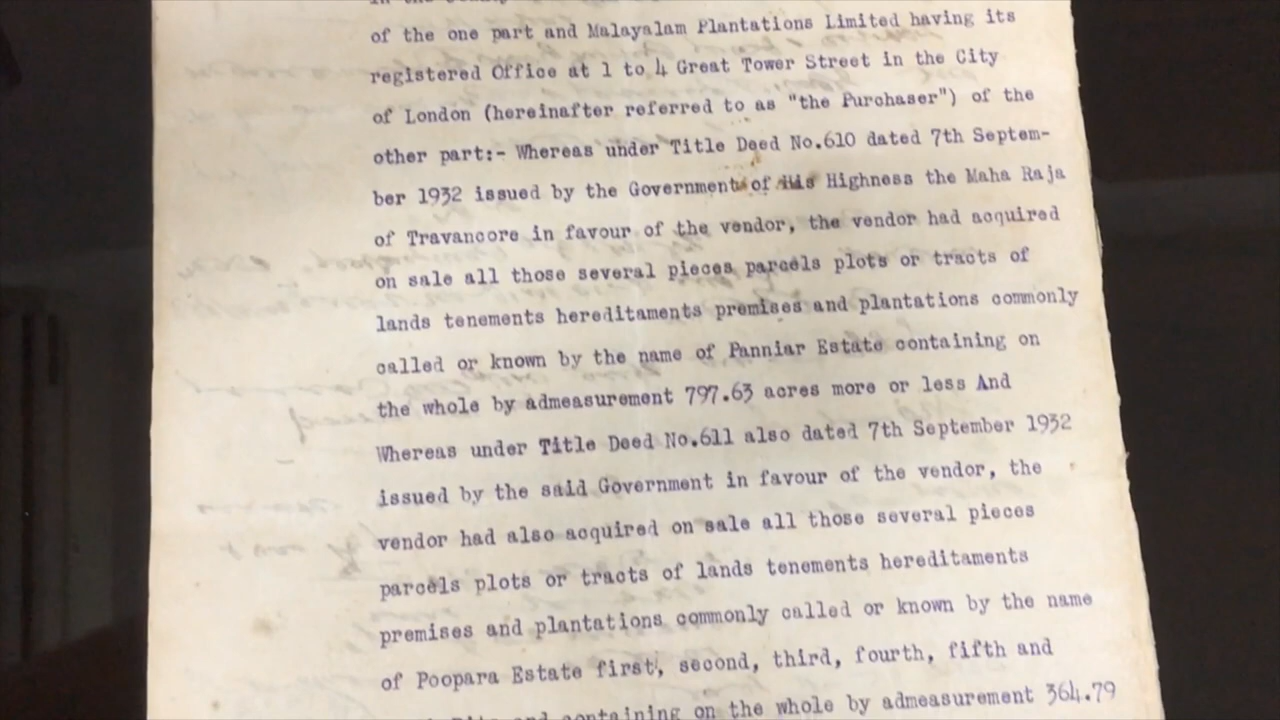 of the one part and Malayalam Plantations Limited having its
registered Office at 1 to 4 Great Tower Street in the City
of London (hereinafter referred to as "the Purchaser") of the
other part:- Whereas under Title Deed No.610 dated 7th Septem-
ber 1932 issued by the Government of His Highness the Maha Raja
of Travancore in favour of the vendor, the vendor had acquired
on sale all those several pieces parcels plots or tracts of
lands tenements hereditaments premises and plantations commonly
called or known by the name of Panniar Estate containing on
the whole by admeasurement 797.63 acres more or less And
Whereas under Title Deed No.611 also dated 7th September 1932
issued by the said Government in favour of the vendor, the
vendor had also acquired on sale all those several pieces
parcels plots or tracts of lands tenements hereditaments
premises and plantations commonly called or known by the name
of Poopara Estate first, second, third, fourth, fifth and
containing on the whole by admeasurement 364.79